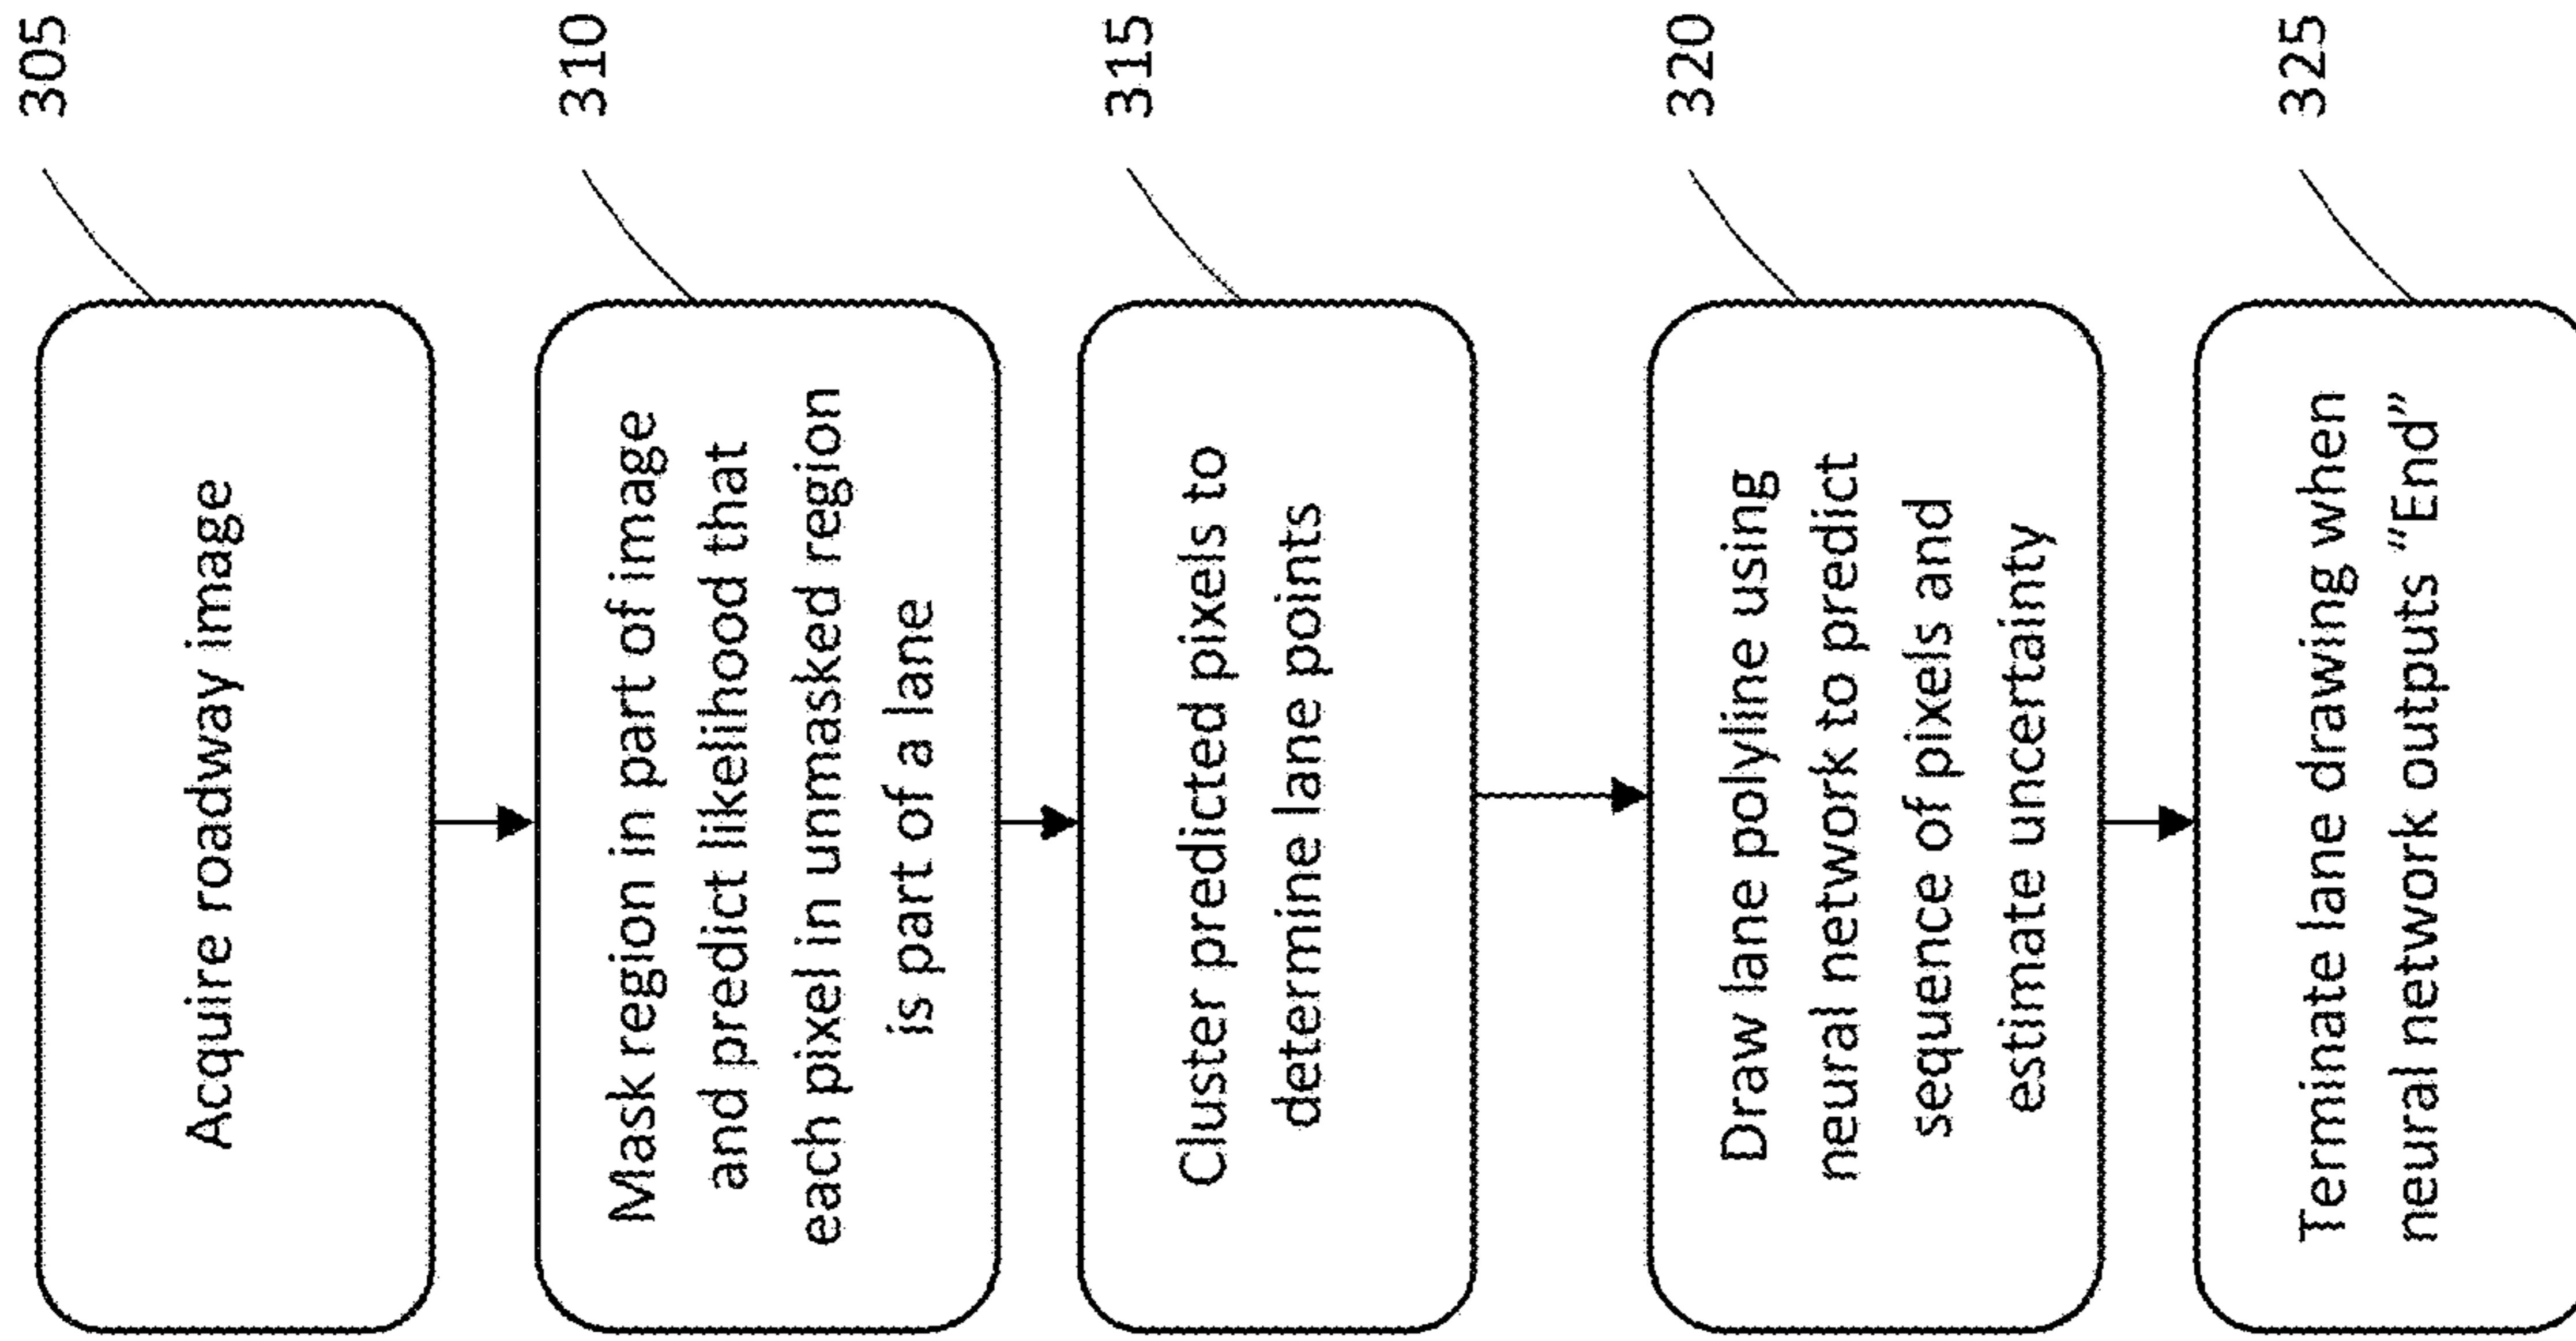 Acquire roadway image
305
Mask region in part of image
and predict likelihood that
each pixel in unmasked region
is part of a lane
310
Cluster predicted pixels to
determine lane points
315
Draw lane polyline using
neural network to predict
sequence of pixels and
estimate uncertainty
320
Terminate lane drawing when
neural network outputs “End”
325